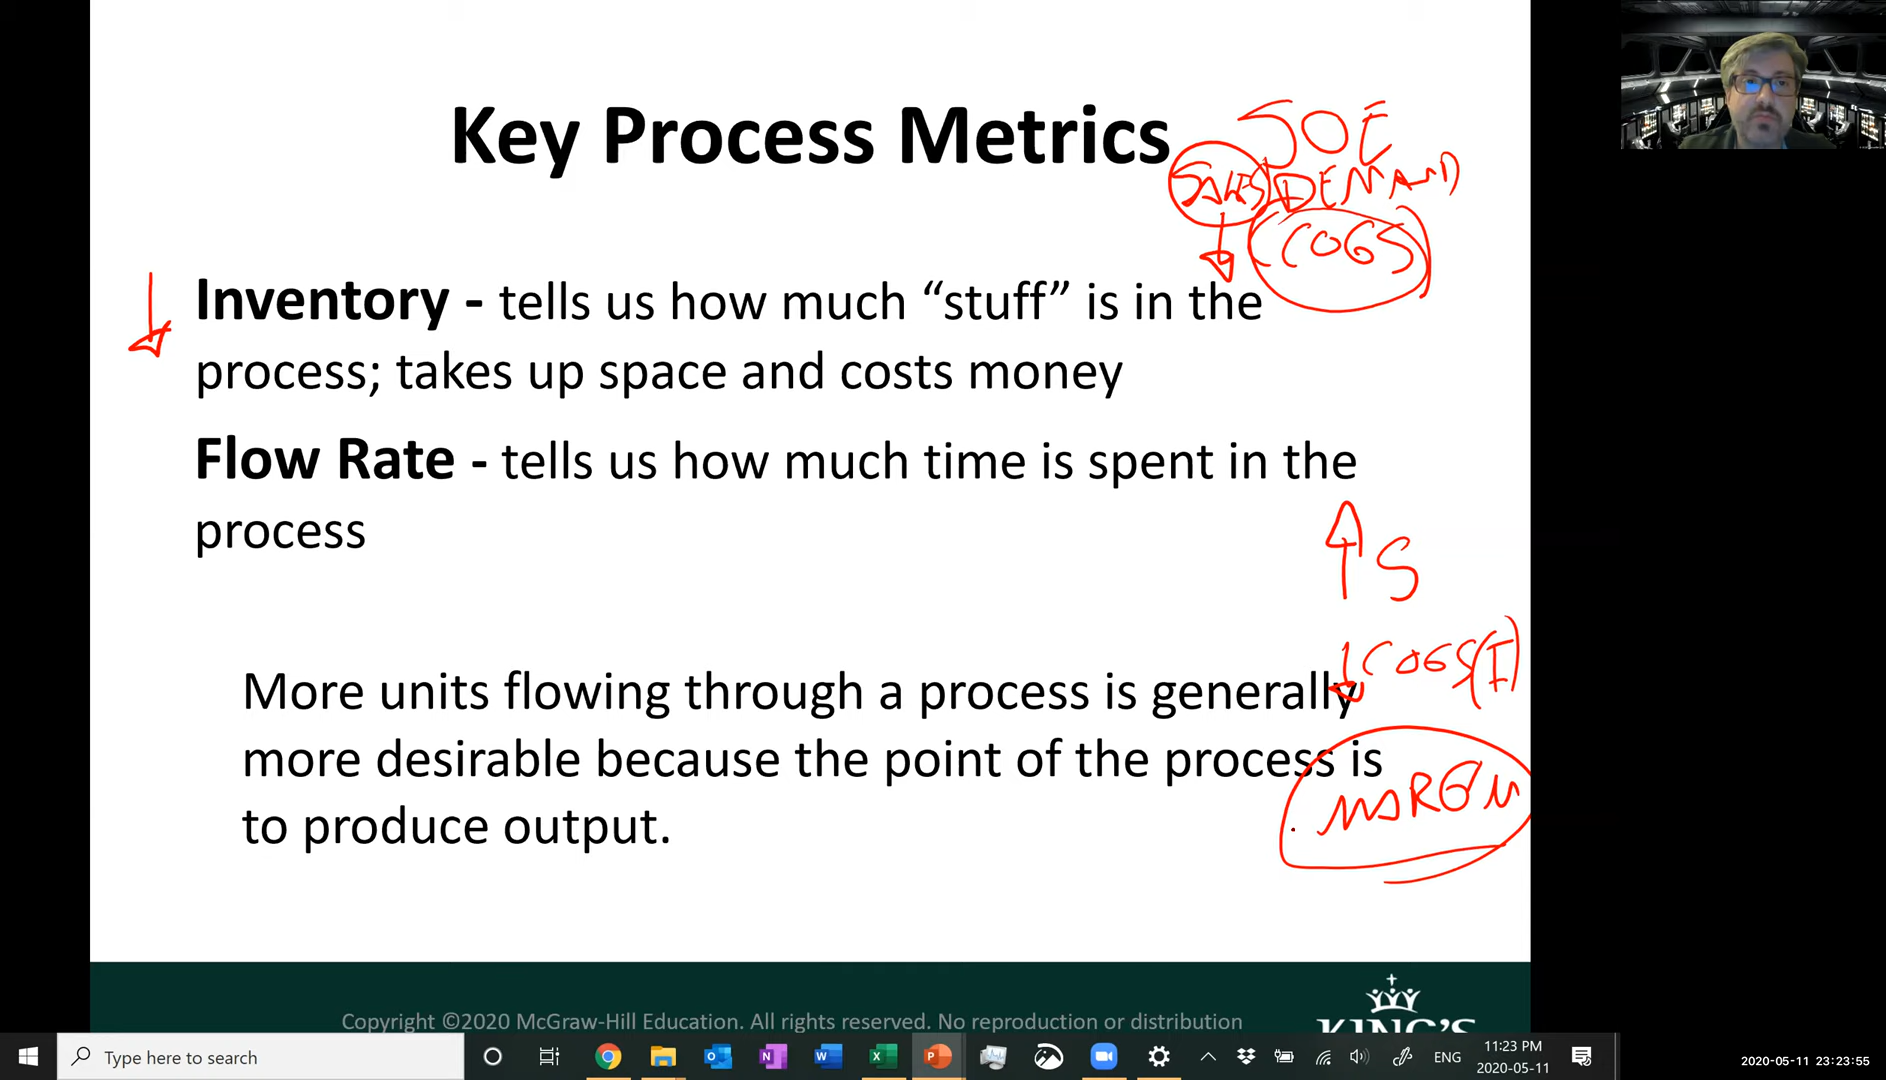 Key Process Metrics
SOE
SALES DEMAND
COGS
Inventory - tells us how much “stuff” is in the
process; takes up space and costs money
Flow Rate - tells us how much time is spent in the
process
↑ S
↓ COGS (I)
More units flowing through a process is generally
more desirable because the point of the process is
to produce output.
MARGIN
Copyright ©2020 McGraw-Hill Education. All rights reserved. No reproduction or distribution
KING'S
Type here to search
ENG
11:23 PM
2020-05-11
2020-05-11 23:23:55